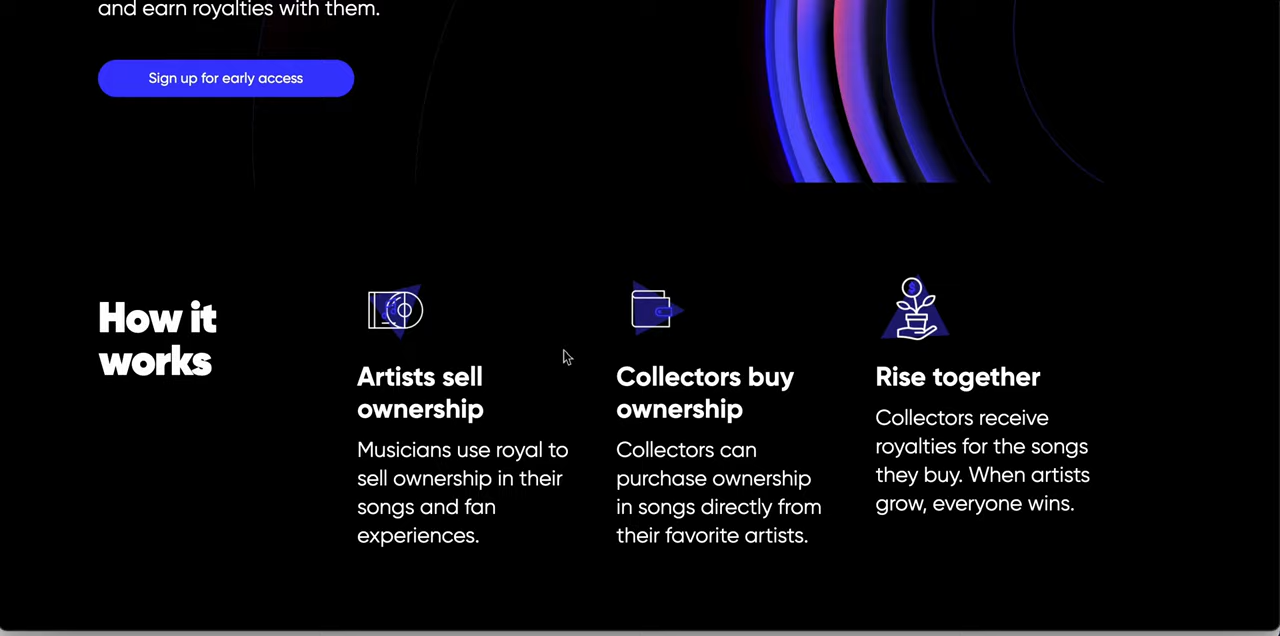 and earn royalties with them.
Sign up for early access
How it
works
Artists sell
ownership
Musicians use royal to
sell ownership in their
songs and fan
experiences.
Collectors buy
ownership
Collectors can
purchase ownership
in songs directly from
their favorite artists.
Rise together
Collectors receive
royalties for the songs
they buy. When artists
grow, everyone wins.